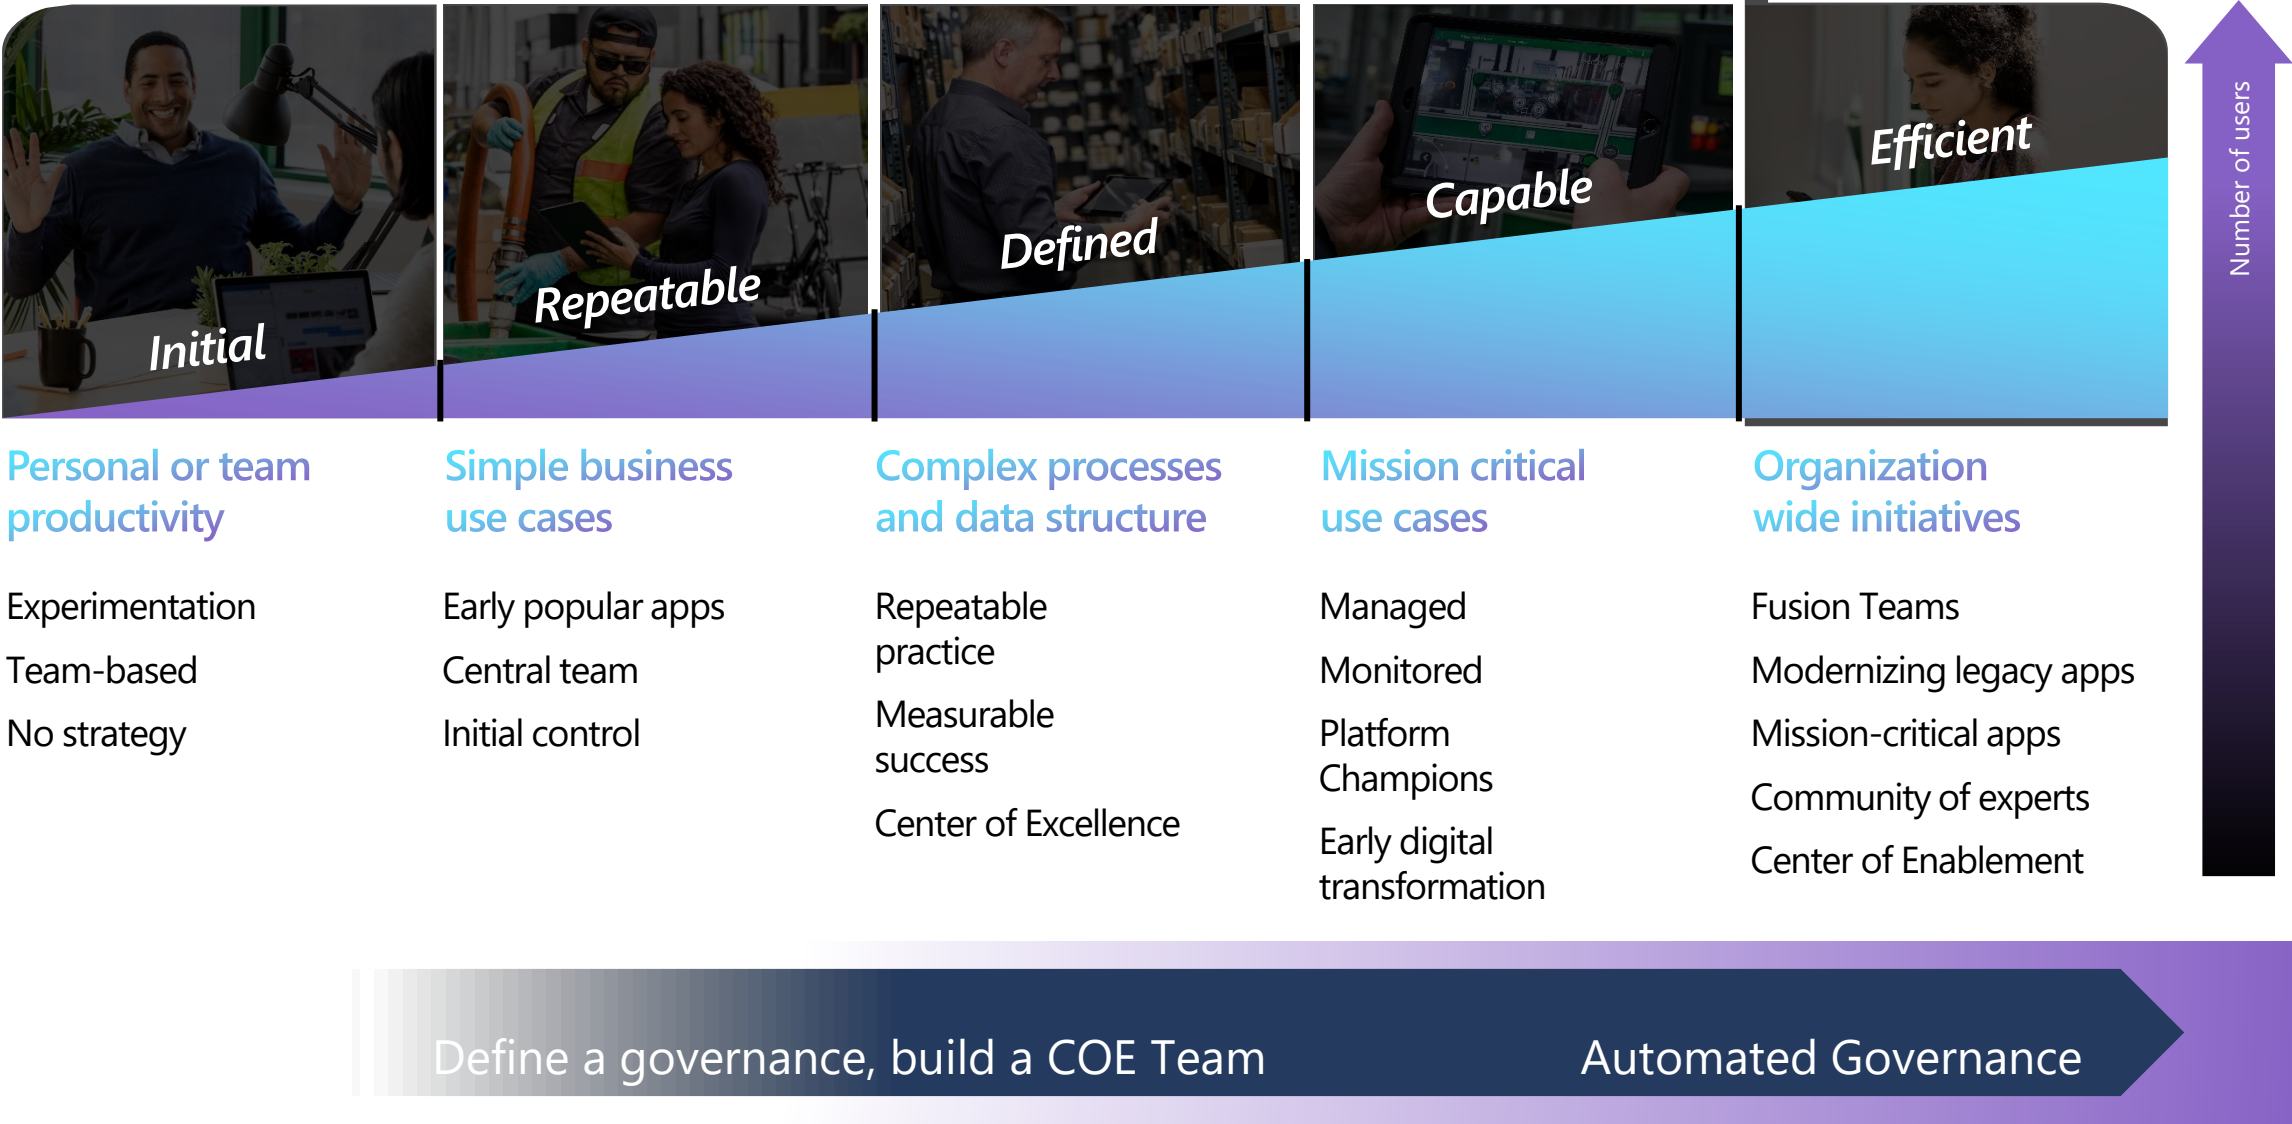 Initial
Repeatable
Defined
Capable
Efficient
Number of users
Personal or team
productivity
Experimentation
Team-based
No strategy
Simple business
use cases
Early popular apps
Central team
Initial control
Complex processes
and data structure
Repeatable
practice
Measurable
success
Center of Excellence
Mission critical
use cases
Managed
Monitored
Platform
Champions
Early digital
transformation
Organization
wide initiatives
Fusion Teams
Modernizing legacy apps
Mission-critical apps
Community of experts
Center of Enablement
Define a governance, build a COE Team
Automated Governance